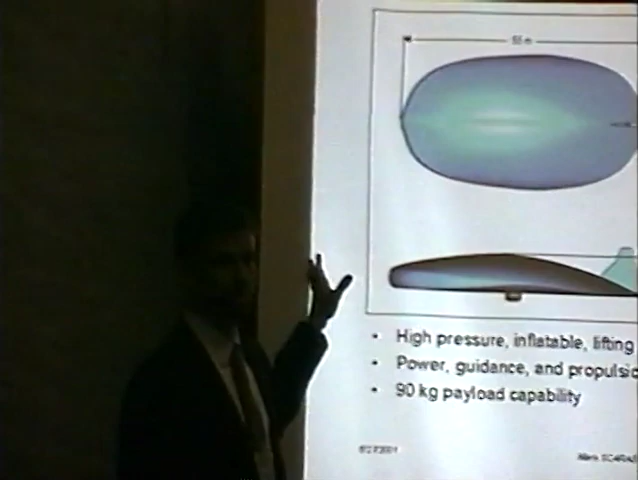 • High pressure, inflatable, lifting
• Power, guidance, and propulsio
• 90 kg payload capability